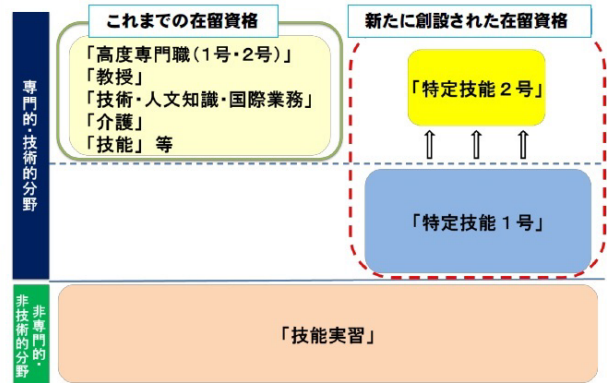 これまでの在留資格
新たに創設された在留資格
専門的・技術的分野
「高度専門職(1号・2号)」
「教授」
「技術・人文知識・国際業務」
「介護」
「技能」 等
「特定技能２号」
「特定技能１号」
非専門的・
非技術的分野
「技能実習」